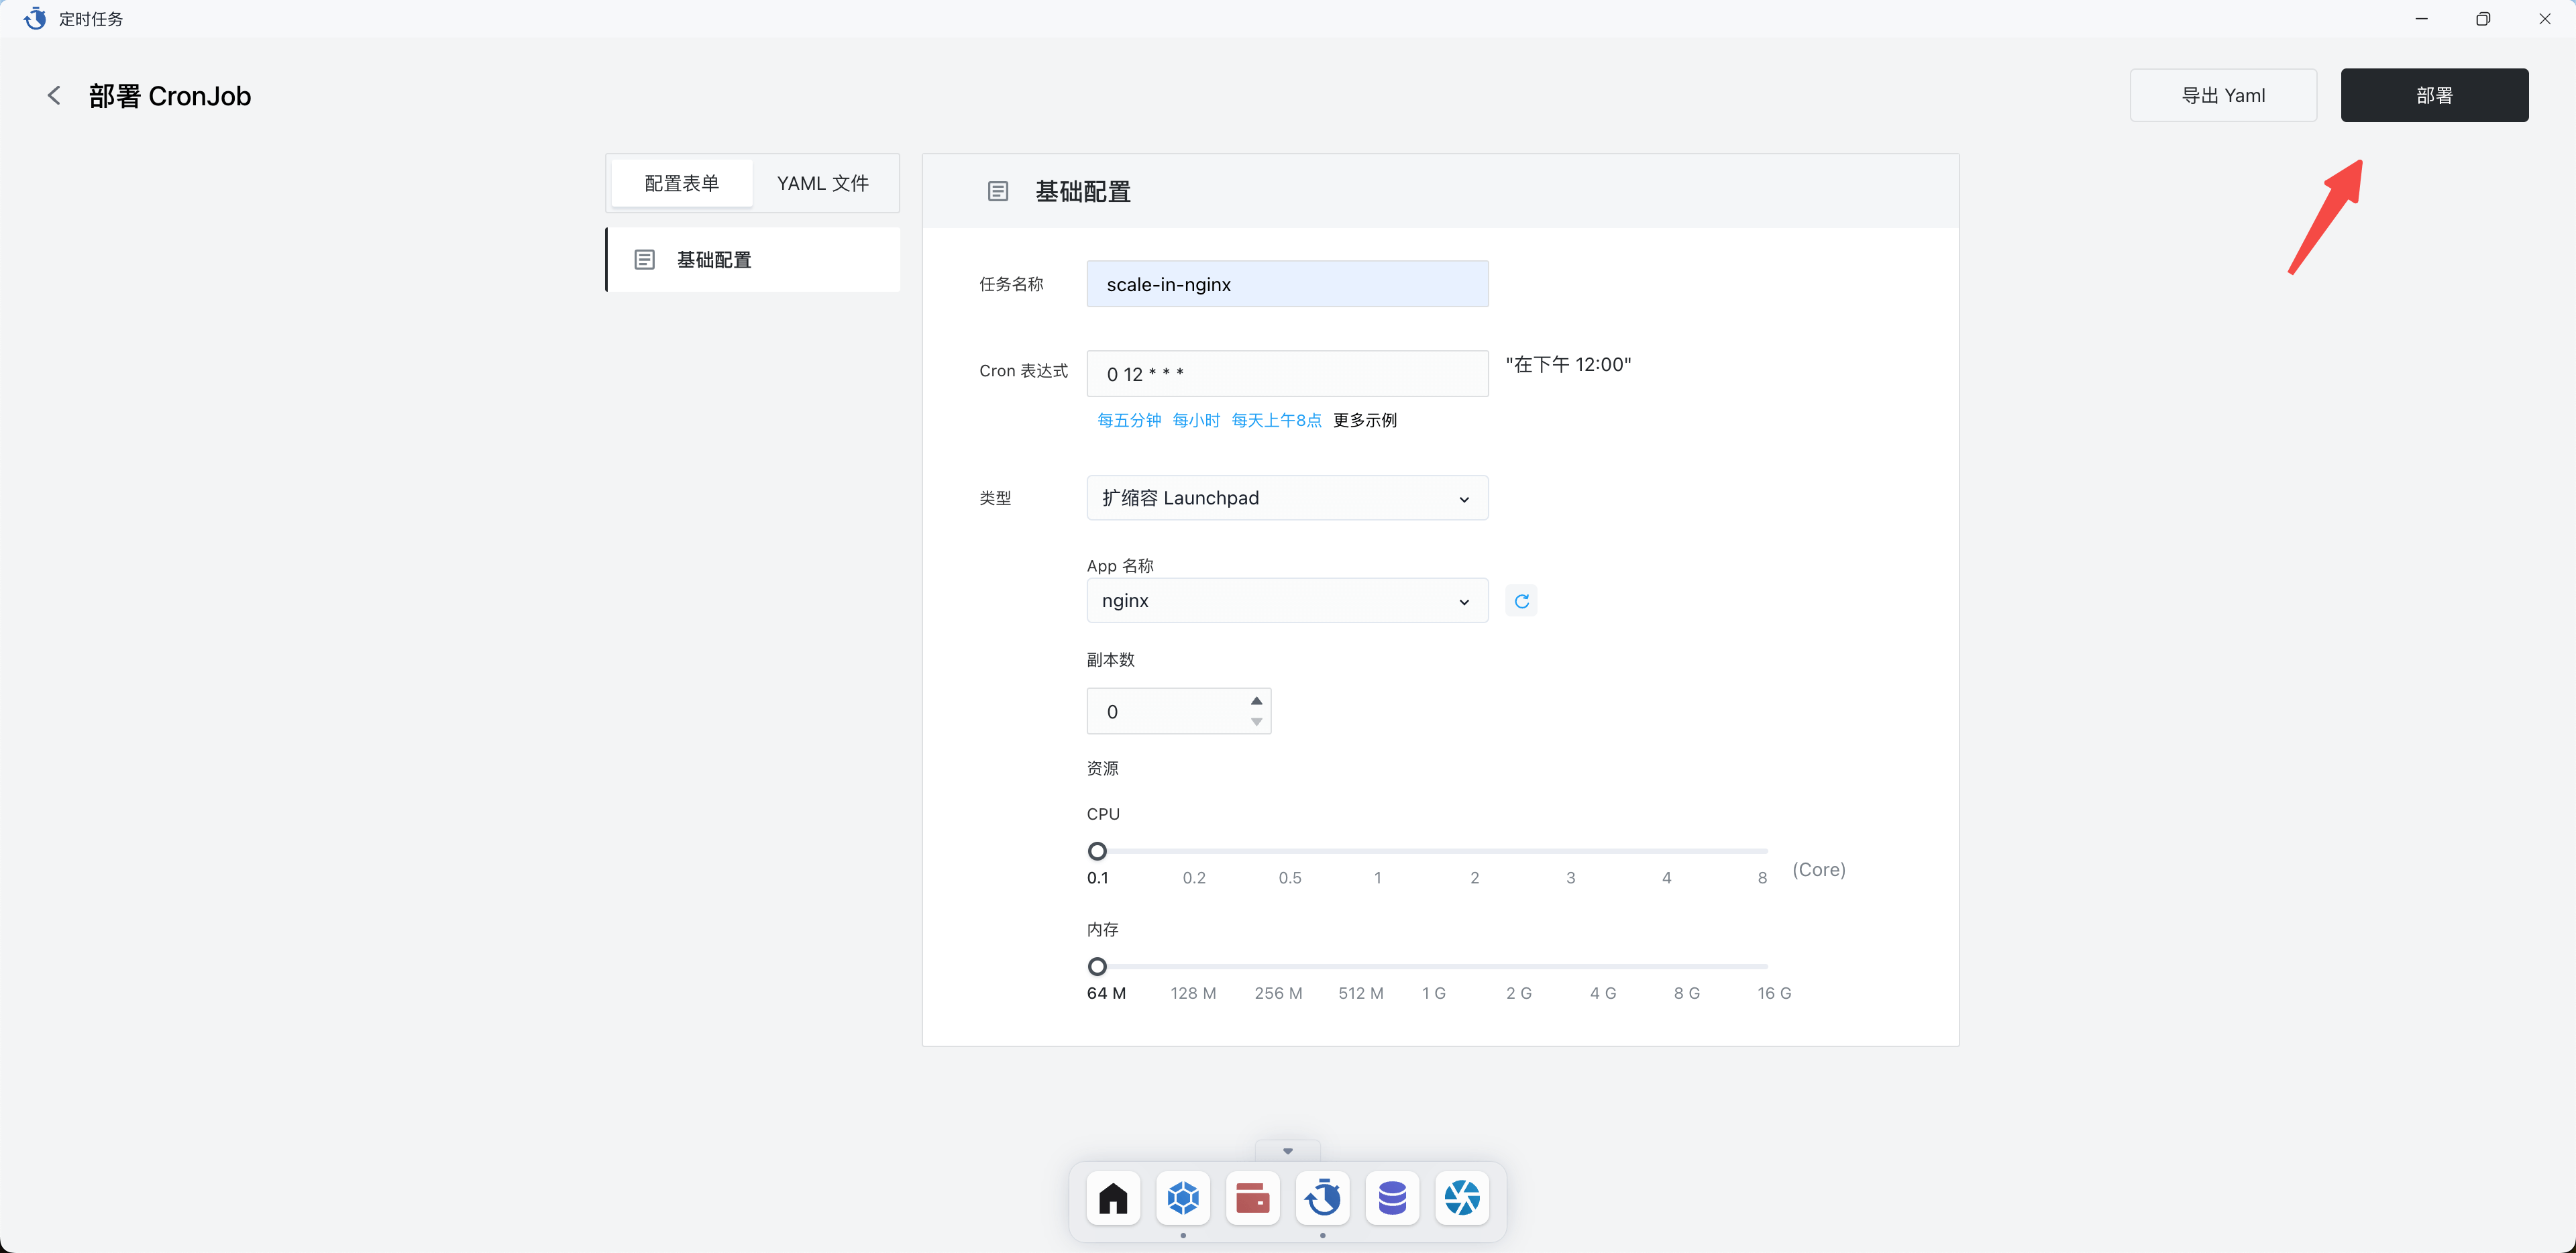 定时任务
部署 CronJob
导出 Yaml
部署
配置表单
YAML 文件
基础配置
基础配置
任务名称
scale-in-nginx
Cron 表达式
0 12 * * *
"在下午 12:00"
每五分钟 每小时 每天上午8点 更多示例
类型
扩缩容 Launchpad
App 名称
nginx
副本数
0
资源
CPU
0.1 0.2 0.5 1 2 3 4 8 (Core)
内存
64 M 128 M 256 M 512 M 1 G 2 G 4 G 8 G 16 G